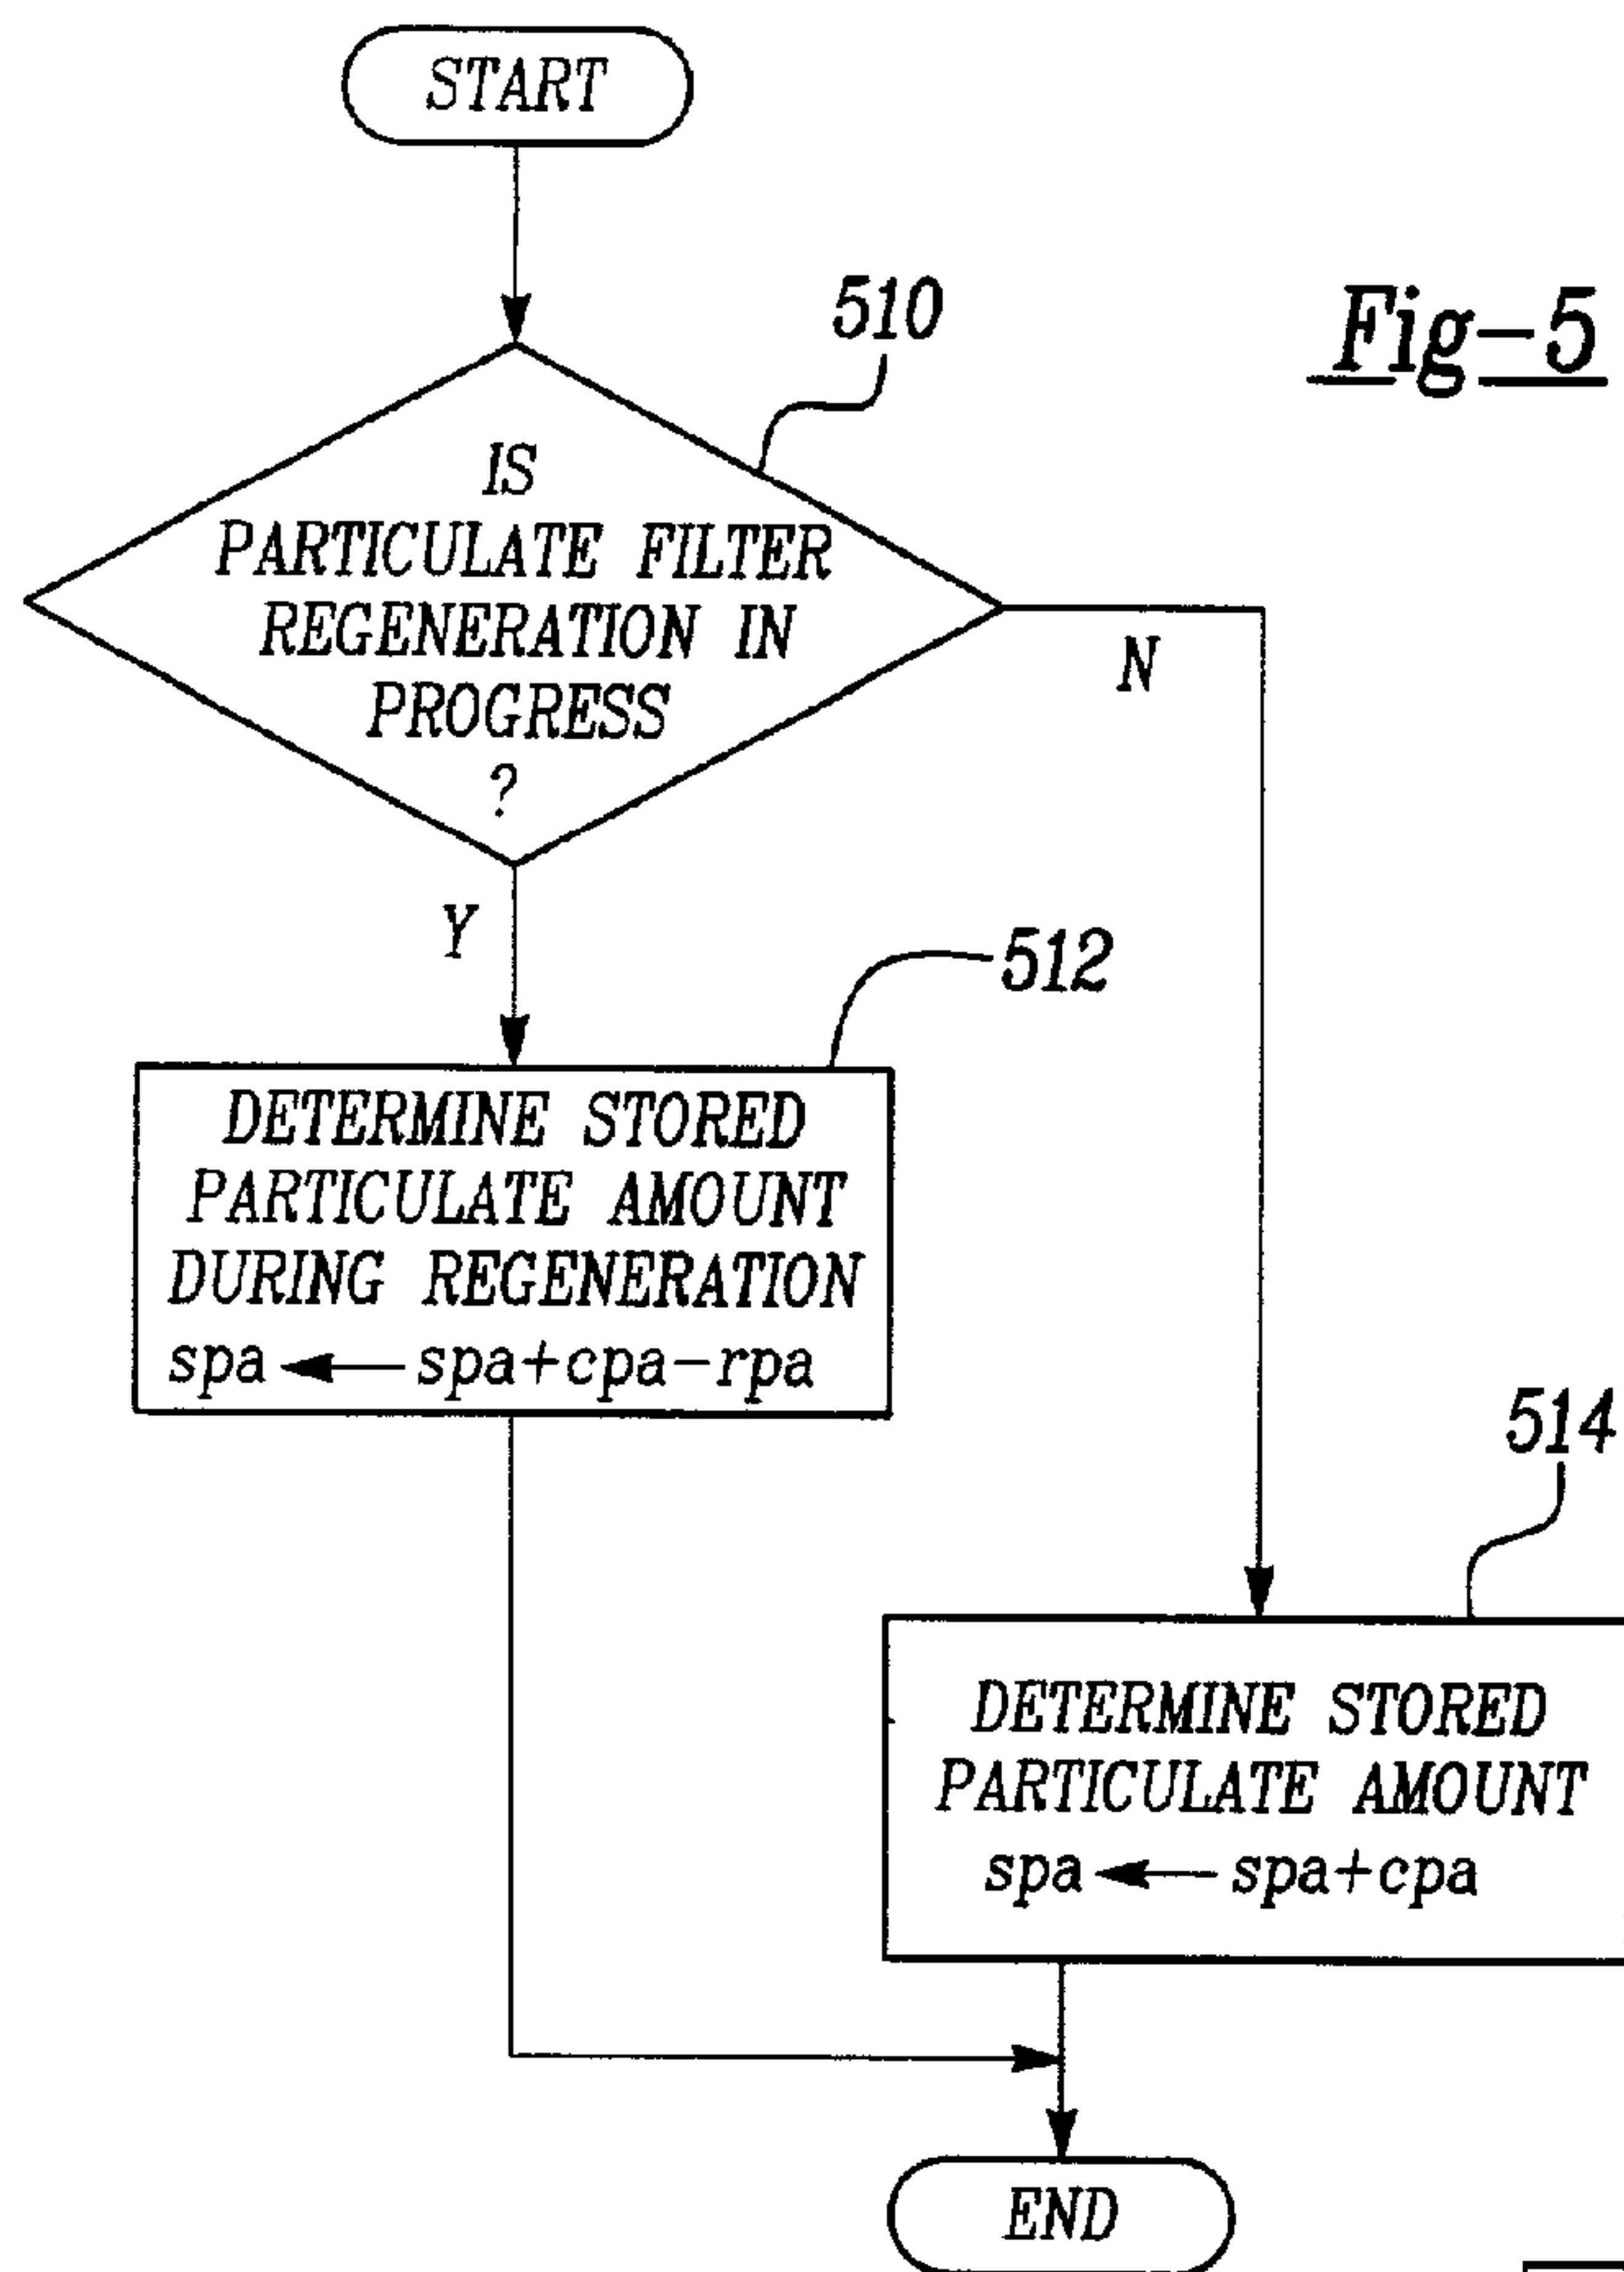 START
510
Fig-5
IS
PARTICULATE FILTER
REGENERATION IN
PROGRESS
?
N
Y
512
DETERMINE STORED
PARTICULATE AMOUNT
DURING REGENERATION
spa ← spa+cpa-rpa
514
DETERMINE STORED
PARTICULATE AMOUNT
spa ← spa+cpa
END